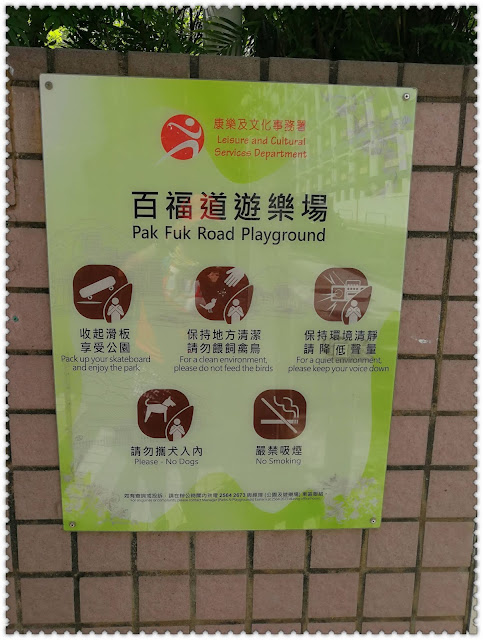 康樂及文化事務署
Leisure and Cultural
Services Department
百福道遊樂場
Pak Fuk Road Playground
收起滑板
享受公園
Pack up your skateboard
and enjoy the park
保持地方清潔
請勿餵飼禽鳥
For a clean environment,
please do not feed the birds
保持環境清靜
請降低聲量
For a quiet environment,
please keep your voice down
請勿攜犬入內
Please - No Dogs
嚴禁吸煙
No Smoking
2564 2673